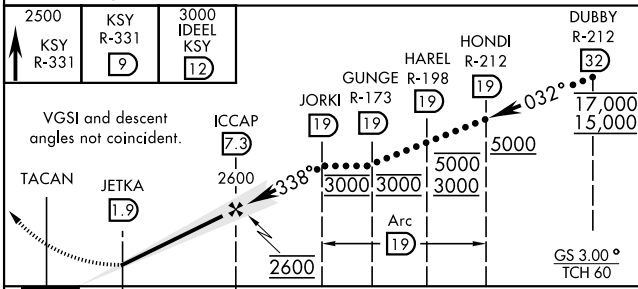 2500
KSY
R-331
KSY
R-331
9
3000
IDEEL
KSY
12
DUBBY
R-212
32
17,000
15,000
HONDI
R-212
19
032°
5000
HAREL
R-198
19
5000
3000
GUNGE
R-173
19
3000
JORKI
19
3000
338°
Arc
19
VGSI and descent
angles not coincident.
ICCAP
7.3
2600
2600
TACAN
JETKA
1.9
GS 3.00°
TCH 60